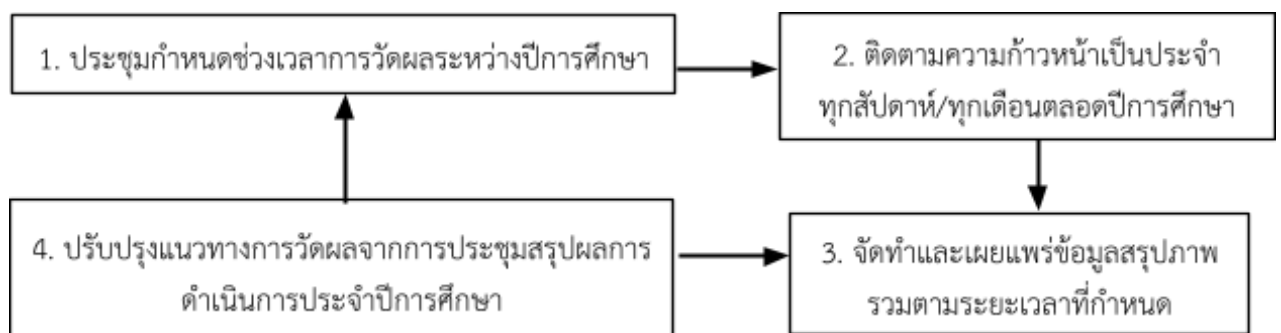 1. ประชุมกำหนดช่วงเวลาการวัดผลระหว่างปีการศึกษา
2. ติดตามความก้าวหน้าเป็นประจำ
ทุกสัปดาห์/ทุกเดือนตลอดปีการศึกษา
3. จัดทำและเผยแพร่ข้อมูลสรุปภาพ
รวมตามระยะเวลาที่กำหนด
4. ปรับปรุงแนวทางการวัดผลจากการประชุมสรุปผลการ
ดำเนินการประจำปีการศึกษา